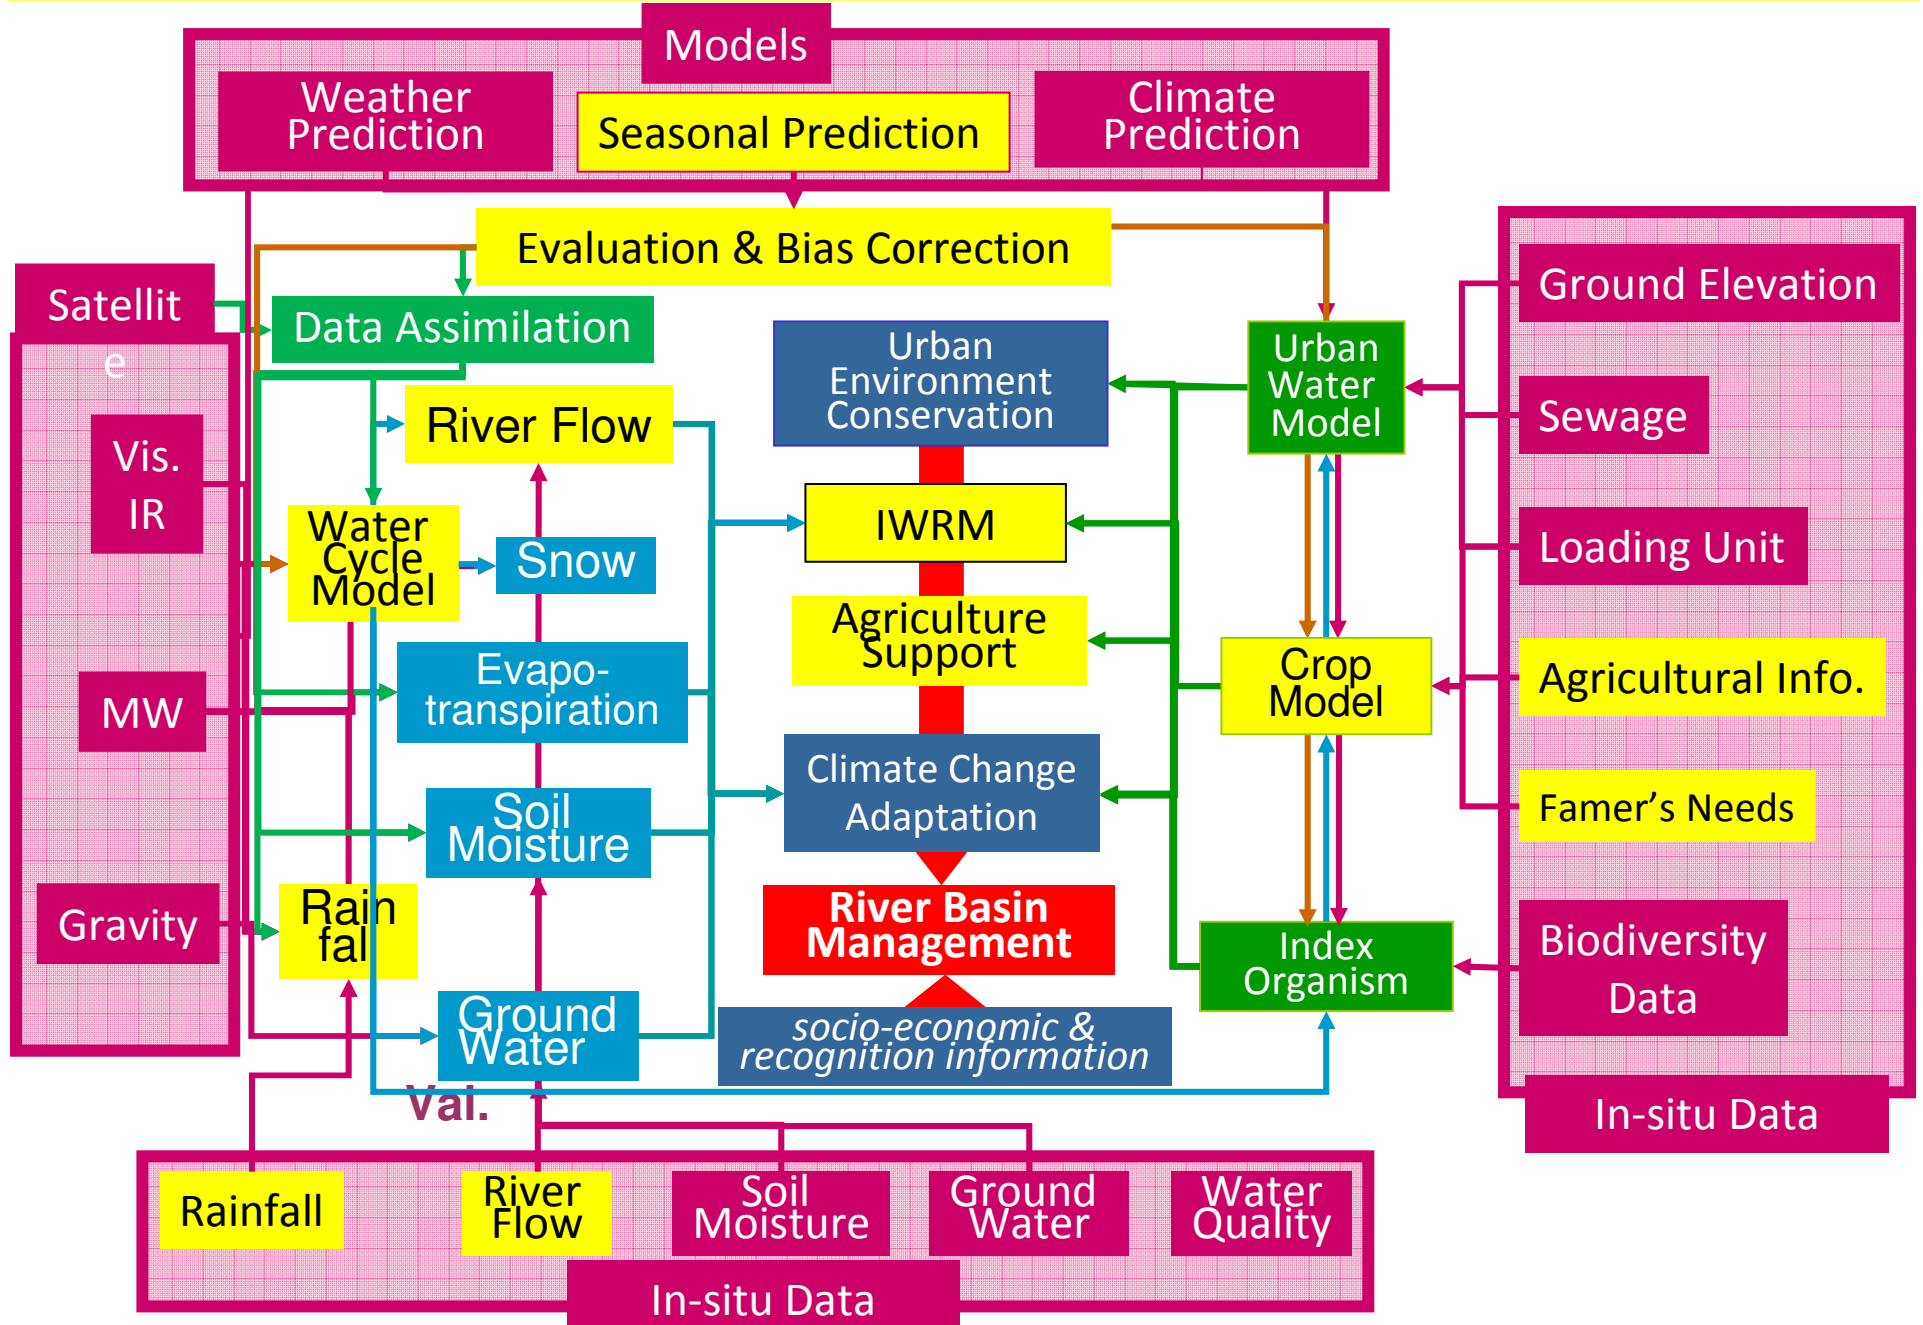 Models
Weather
Prediction
Seasonal Prediction
Climate
Prediction
Evaluation & Bias Correction
Satellit
e
Vis.
IR
MW
Gravity
Data Assimilation
River Flow
Water
Cycle
Model
Snow
Evapo-
transpiration
Soil
Moisture
Rain
fal
Ground
Water
Val.
Urban
Environment
Conservation
IWRM
Agriculture
Support
Climate Change
Adaptation
River Basin
Management
socio-economic &
recognition information
Urban
Water
Model
Crop
Model
Index
Organism
Ground Elevation
Sewage
Loading Unit
Agricultural Info.
Famer's Needs
Biodiversity
Data
In-situ Data
Rainfall
River
Flow
Soil
Moisture
Ground
Water
Water
Quality
In-situ Data